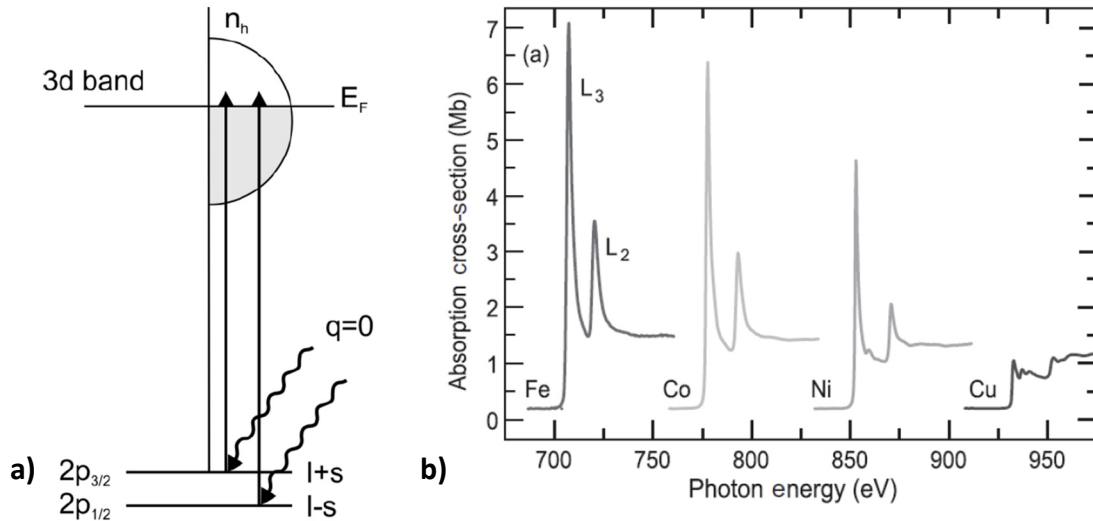 n_h
3d band
E_F
q=0
2p_3/2
l+s
2p_1/2
l-s
a)
(a)
L_3
L_2
Fe
Co
Ni
Cu
Absorption cross-section (Mb)
7
6
5
4
3
2
1
0
700
750
800
850
900
950
Photon energy (eV)
b)